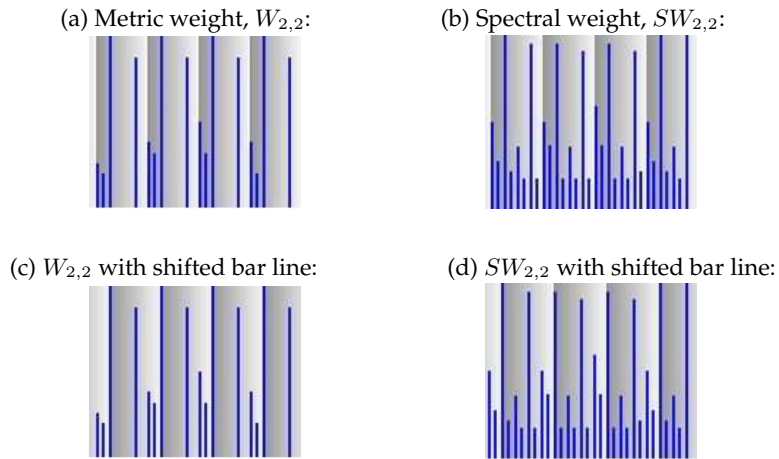 (a) Metric weight, W₂,₂:
(b) Spectral weight, SW₂,₂:
(c) W₂,₂ with shifted bar line:
(d) SW₂,₂ with shifted bar line: